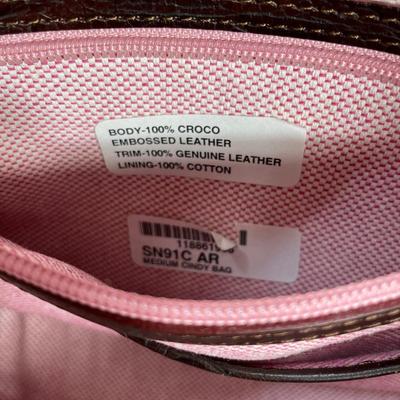 BODY-100% CROCO
EMBOSSED LEATHER
TRIM-100% GENUINE LEATHER
LINING-100% COTTON
SN91C AR
MEDIUM CINDY BAG